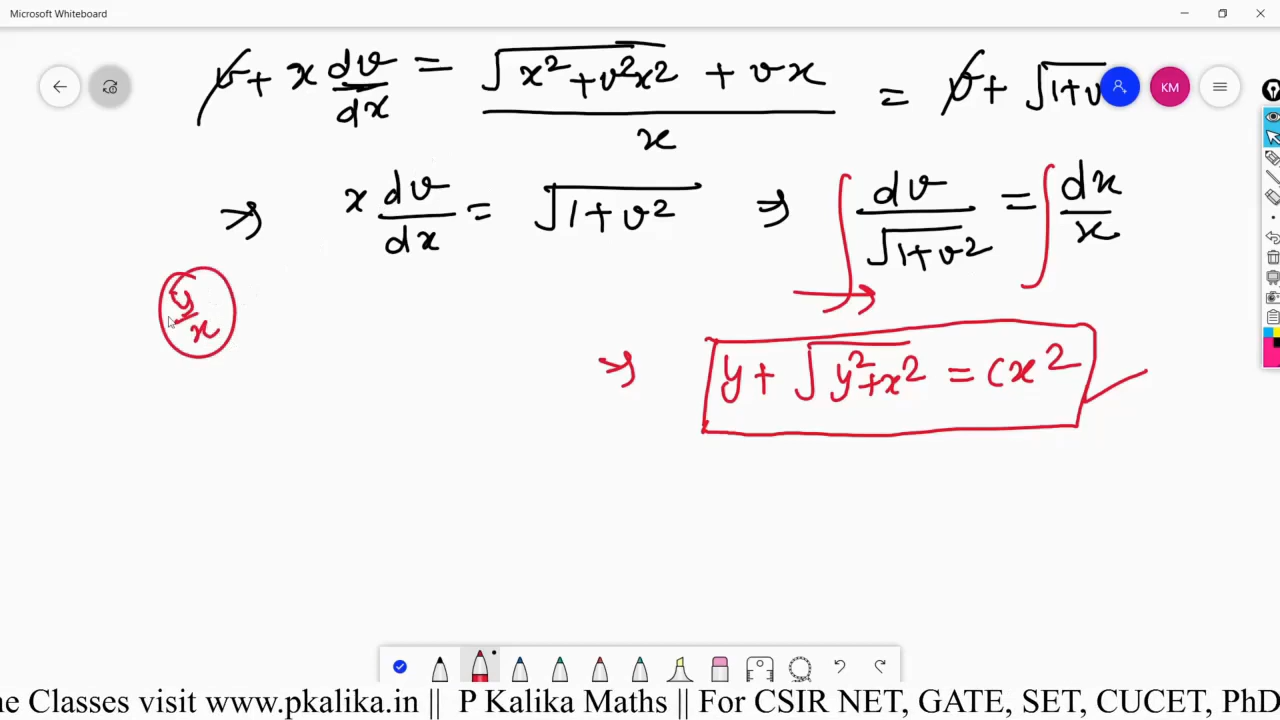 Microsoft Whiteboard
v + x dv/dx = √(x² + v²x²) + vx / x = v + √1+v
KM
⇒ x dv/dx = √(1+v²) ⇒ ∫ dv/√(1+v²) = ∫ dx/x
y/x
⇒ y + √(y²+x²) = cx²
ne Classes visit www.pkalika.in || P Kalika Maths || For CSIR NET, GATE, SET, CUCET, PhD